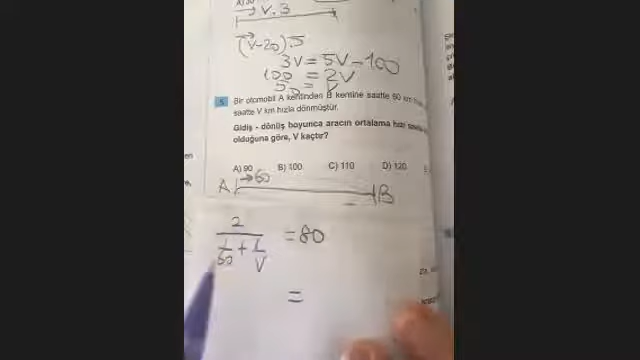 → V.3
(V-20).5
3V = 5V - 100
100 = 2V
50 = V
5. Bir otomobil A kentinden B kentine saatte 60 km
saatte V km hızla dönmüştür.
Gidiş - dönüş boyunca aracın ortalama hızı
olduğuna göre, V kaçtır?
A) 90 B) 100 C) 110 D) 120
A → 60 B
2
1/60 + 1/V = 80
=